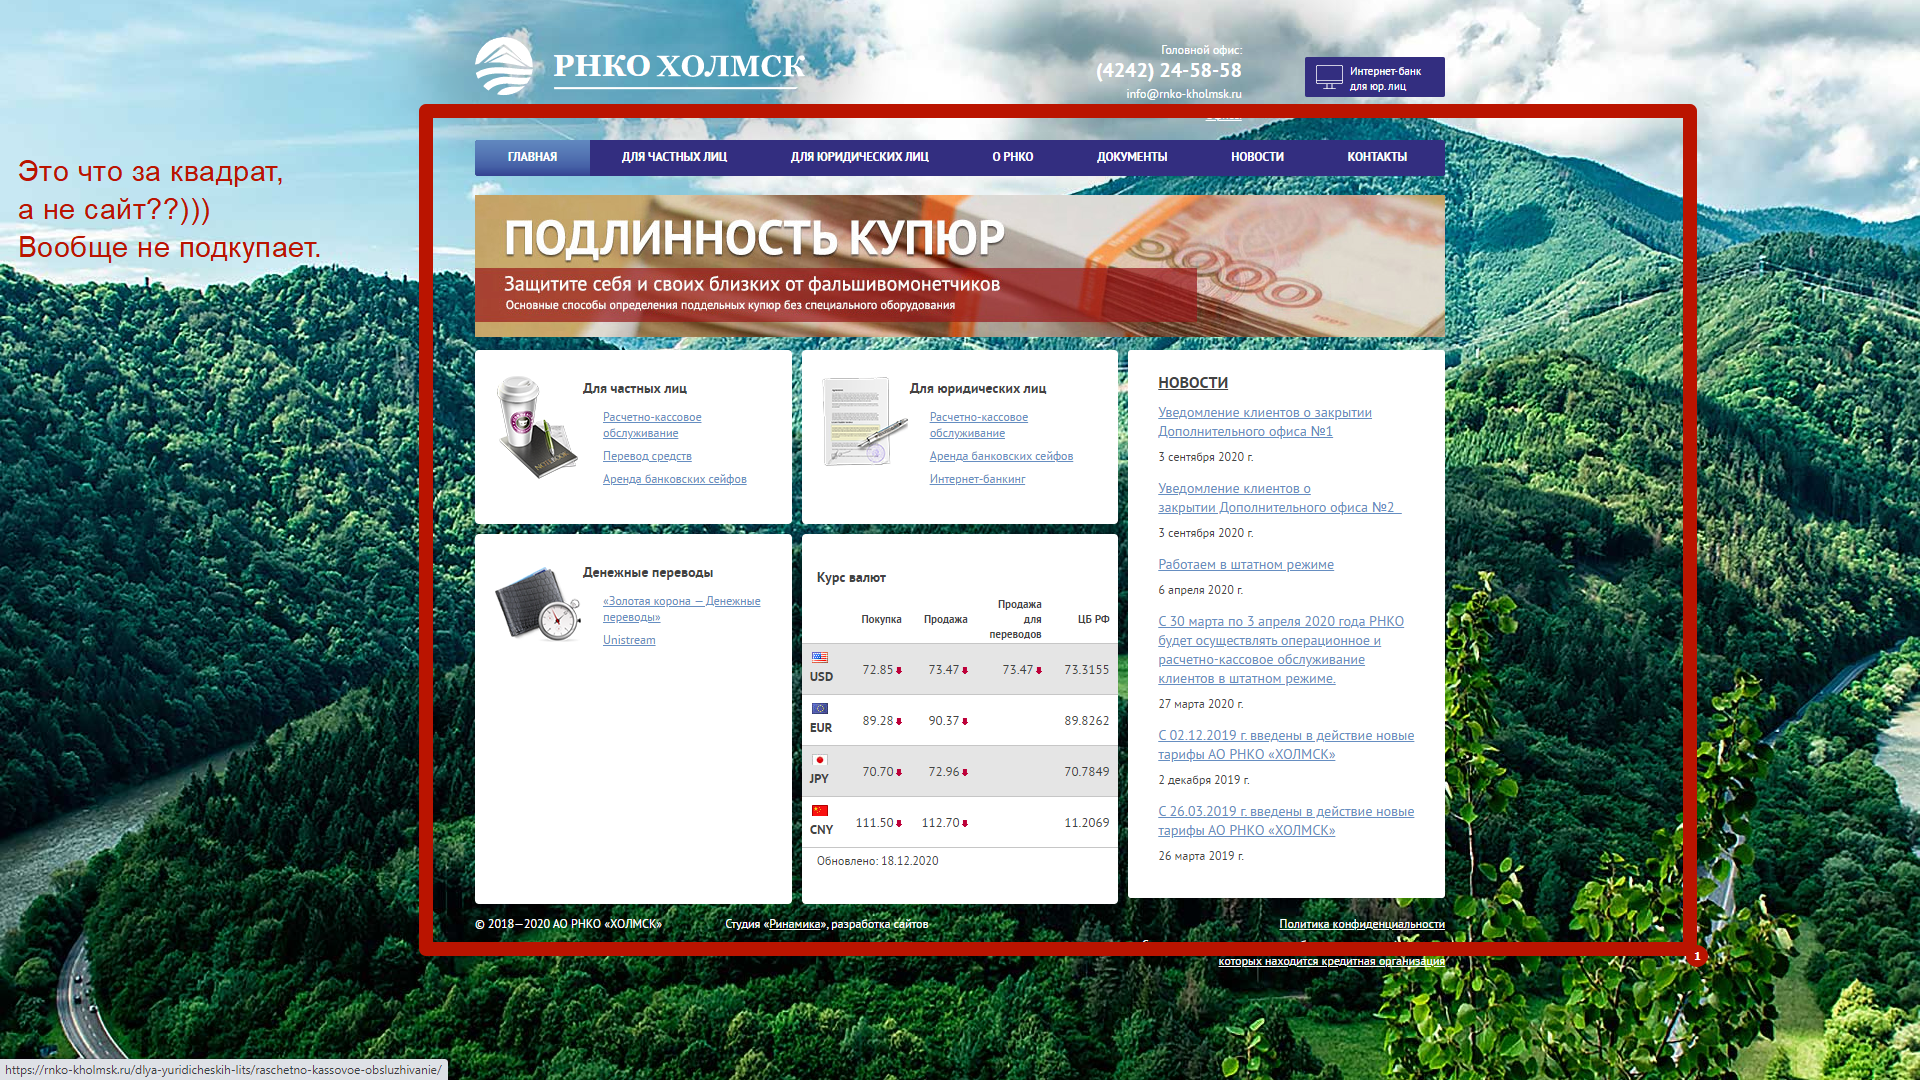 РНКО ХОЛМСК
Головной офис:
(4242) 24-58-58
info@rnko-kholmsk.ru
Интернет-банк
для юр. лиц
Это что за квадрат,
а не сайт??)))
Вообще не подкупает.
ГЛАВНАЯ ДЛЯ ЧАСТНЫХ ЛИЦ ДЛЯ ЮРИДИЧЕСКИХ ЛИЦ О РНКО ДОКУМЕНТЫ НОВОСТИ КОНТАКТЫ
ПОДЛИННОСТЬ КУПЮР
Защитите себя и своих близких от фальшивомонетчиков
Основные способы определения поддельных купюр без специального оборудования
5000
1997
Для частных лиц
Расчетно-кассовое
обслуживание
Перевод средств
Аренда банковских сейфов
NOTEBOOK
Для юридических лиц
Расчетно-кассовое
обслуживание
Аренда банковских сейфов
Интернет-банкинг
Денежные переводы
«Золотая корона — Денежные
переводы»
Unistream
Курс валют
Покупка Продажа Продажа для переводов ЦБ РФ
USD 72.85 73.47 73.47 73.3155
EUR 89.28 90.37 89.8262
JPY 70.70 72.96 70.7849
CNY 111.50 112.70 11.2069
Обновлено: 18.12.2020
НОВОСТИ
Уведомление клиентов о закрытии
Дополнительного офиса №1
3 сентября 2020 г.
Уведомление клиентов о
закрытии Дополнительного офиса №2
3 сентября 2020 г.
Работаем в штатном режиме
6 апреля 2020 г.
С 30 марта по 3 апреля 2020 года РНКО
будет осуществлять операционное и
расчетно-кассовое обслуживание
клиентов в штатном режиме.
27 марта 2020 г.
С 02.12.2019 г. введены в действие новые
тарифы АО РНКО «ХОЛМСК»
2 декабря 2019 г.
С 26.03.2019 г. введены в действие новые
тарифы АО РНКО «ХОЛМСК»
26 марта 2019 г.
© 2018—2020 АО РНКО «ХОЛМСК»
Студия «Ринамика», разработка сайтов
Политика конфиденциальности
которых находится кредитная организация
1
https://rnko-kholmsk.ru/dlya-yuridicheskih-lits/raschetno-kassovoe-obsluzhivanie/